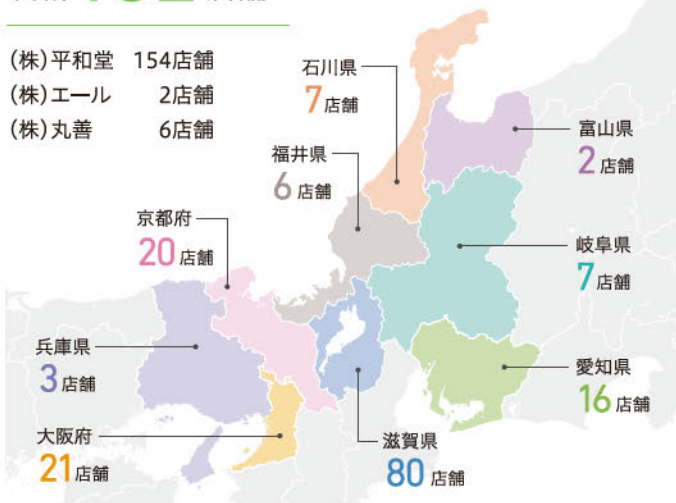 (株)平和堂 154店舗
(株)エール 2店舗
(株)丸善 6店舗
石川県
7店舗
富山県
2店舗
福井県
6店舗
京都府
20店舗
岐阜県
7店舗
兵庫県
3店舗
愛知県
16店舗
大阪府
21店舗
滋賀県
80店舗